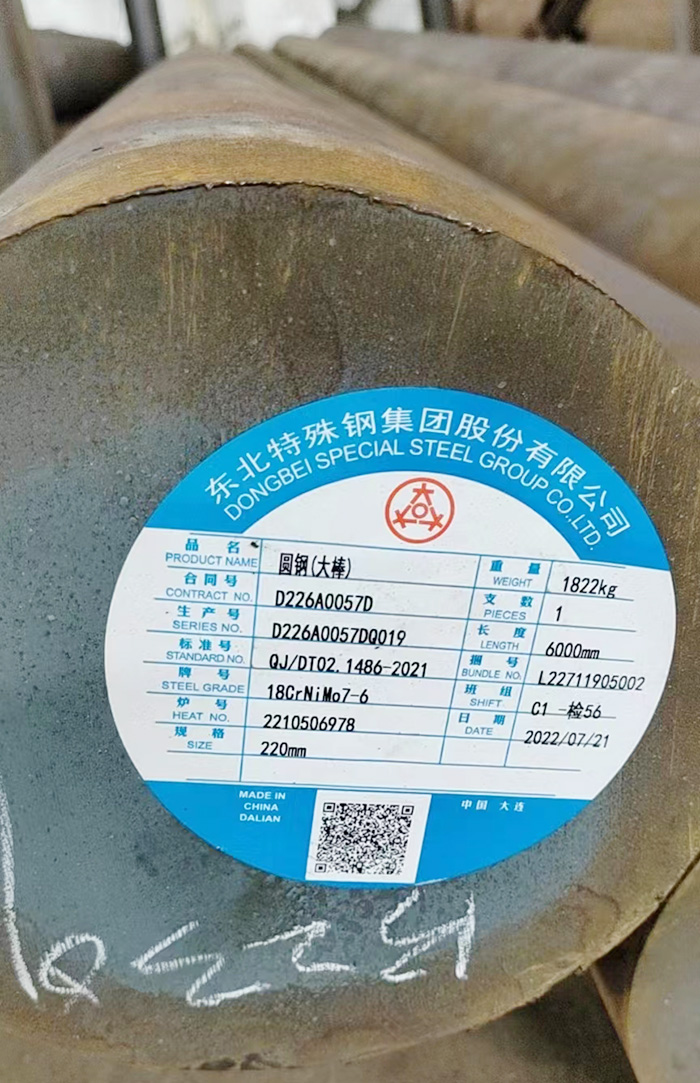 东北特殊钢集团股份有限公司
DONGBEI SPECIAL STEEL GROUP CO.,LTD.
品 名 圆钢(大棒) 重 量 1822kg
PRODUCT NAME WEIGHT
合同号 D226A0057D 支 数 1
CONTRACT NO. PIECES
生产号 D226A0057DQ019 长 度 6000mm
SERIES NO. LENGTH
标准号 QJ/DT02.1486-2021 捆 号 L22711905002
STANDARD NO. BUNDLE NO.
牌 号 18CrNiMo7-6 班 组 C1 -检56
STEEL GRADE SHIFT
炉 号 2210506978 日 期 2022/07/21
HEAT NO. DATE
规 格 220mm
SIZE
MADE IN 中国 大连
CHINA
DALIAN